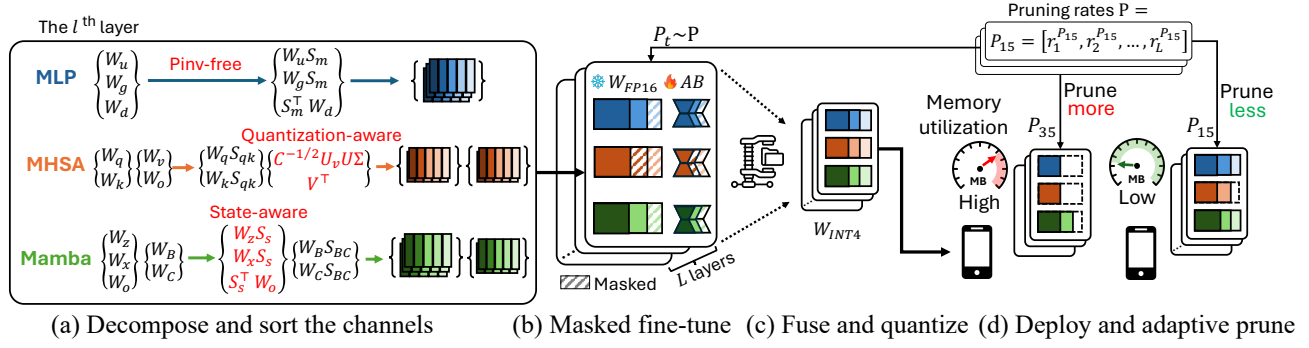 The l th layer
MLP
W_u
W_g
W_d
Pinv-free
W_u S_m
W_g S_m
S_m^⊤ W_d
MHSA
W_q
W_k
W_v
W_o
W_q S_qk
W_k S_qk
Quantization-aware
C^{-1/2} U_v U Σ
V^⊤
Mamba
W_z
W_x
W_o
W_B
W_C
State-aware
W_z S_s
W_x S_s
S_s^⊤ W_o
W_B S_BC
W_C S_BC
(a) Decompose and sort the channels
P_t~P
W_FP16 AB
L layers
Masked
(b) Masked fine-tune
W_INT4
(c) Fuse and quantize
Pruning rates P =
P_15 = [r_1^{P_15}, r_2^{P_15}, ..., r_L^{P_15}]
Prune
more
Prune
less
Memory
utilization
MB
High
P_35
MB
Low
P_15
(d) Deploy and adaptive prune